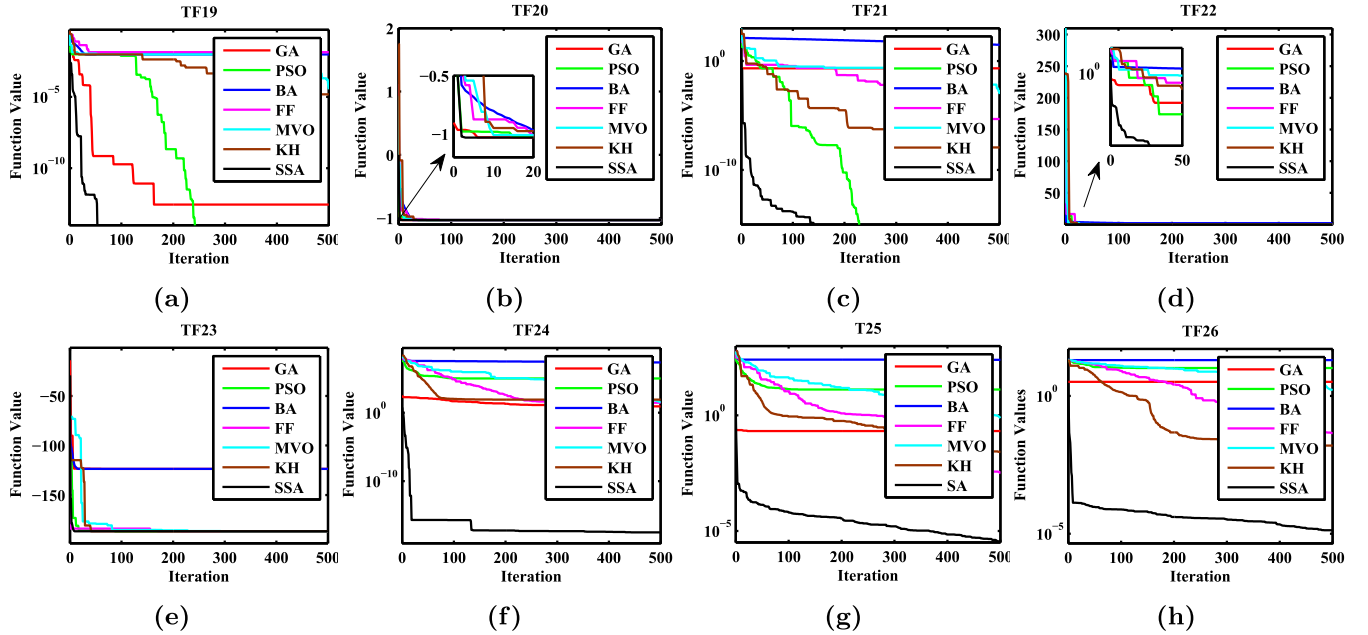 TF19
Function Value
10^-5
10^-10
0 100 200 300 400 500
Iteration
GA
PSO
BA
FF
MVO
KH
SSA
(a)
TF20
Function Value
2
1
0
−1
0 100 200 300 400 500
Iteration
−0.5
−1
0 10 20
GA
PSO
BA
FF
MVO
KH
SSA
(b)
TF21
Function Value
10^0
10^-10
0 100 200 300 400 500
Iteration
GA
PSO
BA
FF
MVO
KH
SSA
(c)
TF22
Function Value
300
250
200
150
100
50
0 100 200 300 400 500
Iteration
10^0
0 50
GA
PSO
BA
FF
MVO
KH
SSA
(d)
TF23
Function Value
−50
−100
−150
0 100 200 300 400 500
Iteration
GA
PSO
BA
FF
MVO
KH
SSA
(e)
TF24
Function Value
10^0
10^-10
0 100 200 300 400 500
Iteration
GA
PSO
BA
FF
MVO
KH
SSA
(f)
T25
Function Value
10^0
10^-5
0 100 200 300 400 500
Iteration
GA
PSO
BA
FF
MVO
KH
SA
(g)
TF26
Function Values
10^0
10^-5
0 100 200 300 400 500
Iteration
GA
PSO
BA
FF
MVO
KH
SSA
(h)